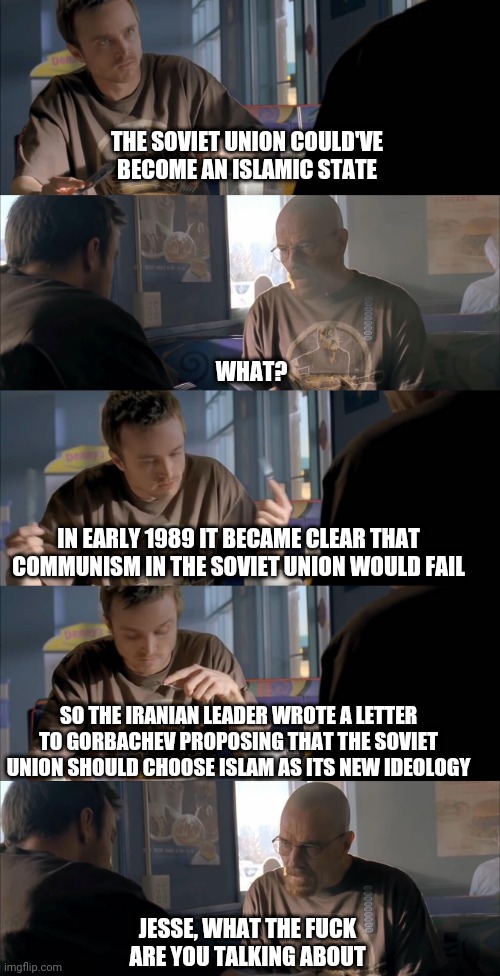 THE SOVIET UNION COULD'VE
BECOME AN ISLAMIC STATE
WHAT?
IN EARLY 1989 IT BECAME CLEAR THAT
COMMUNISM IN THE SOVIET UNION WOULD FAIL
SO THE IRANIAN LEADER WROTE A LETTER
TO GORBACHEV PROPOSING THAT THE SOVIET
UNION SHOULD CHOOSE ISLAM AS ITS NEW IDEOLOGY
JESSE, WHAT THE FUCK
ARE YOU TALKING ABOUT
imgflip.com